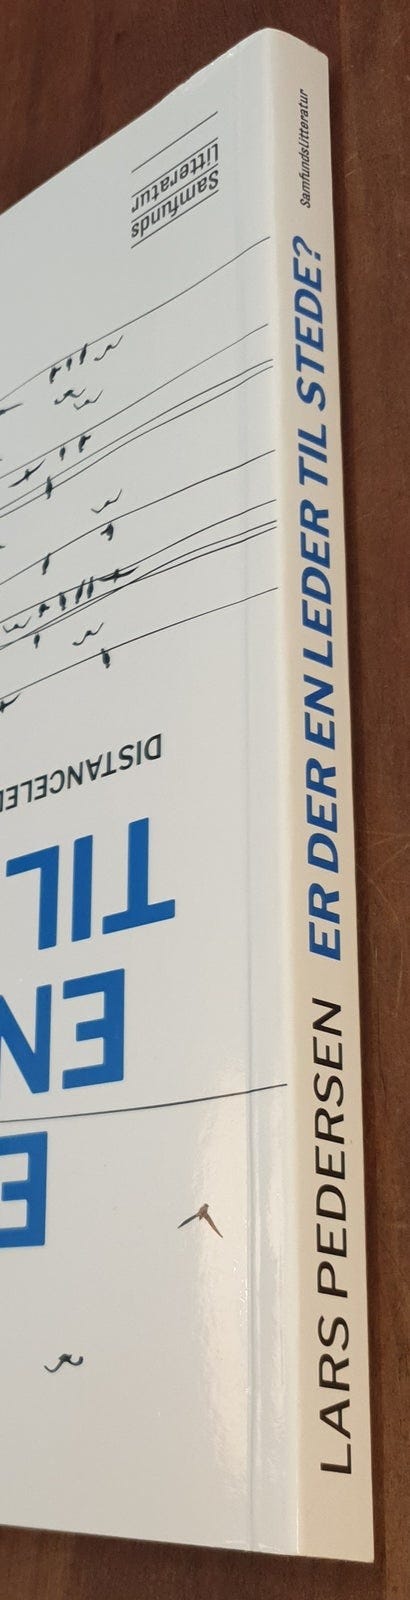 LARS PEDERSEN ER DER EN LEDER TIL STEDE? Samfundslitteratur
E
EN
TIL
DISTANCELE
Samfunds
litteratur